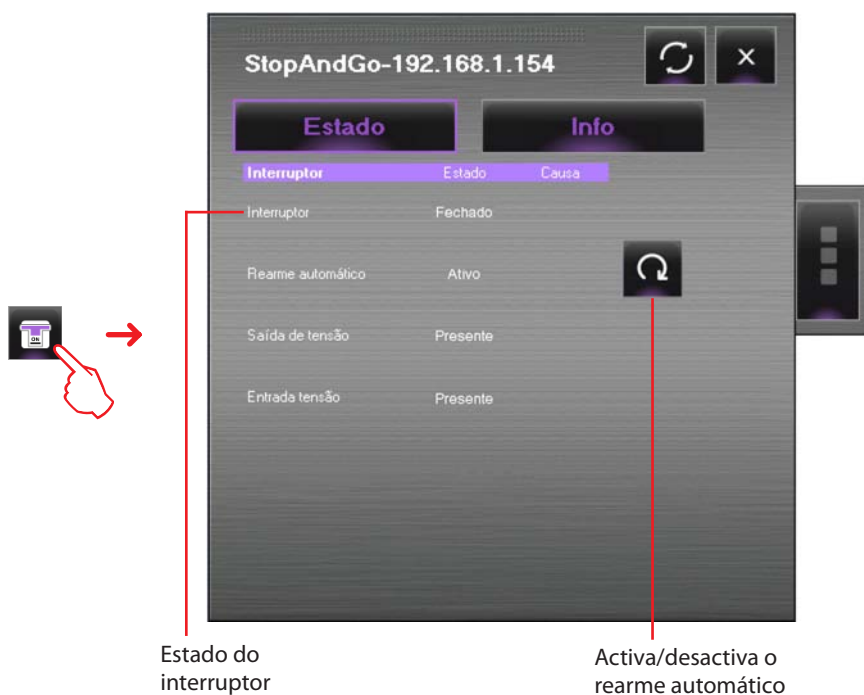 StopAndGo-192.168.1.154
Estado Info
Interruptor Estado Causa
Interruptor Fechado
Rearme automático Ativo
ON
Saída de tensão Presente
Entrada tensão Presente
Estado do
interruptor
Activa/desactiva o
rearme automático